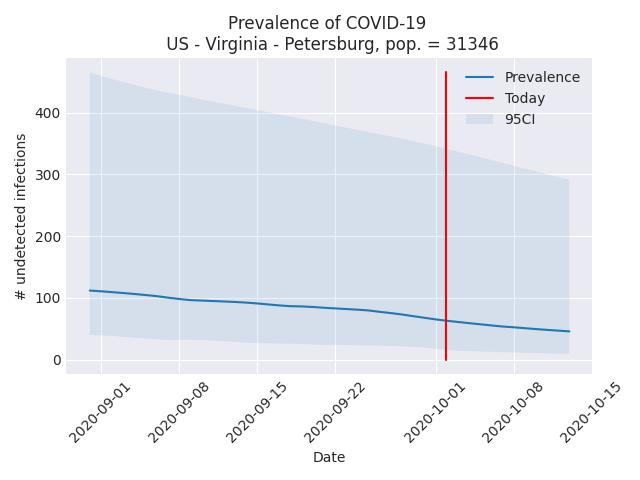 Prevalence of COVID-19
US - Virginia - Petersburg, pop. = 31346
Prevalence
Today
95CI
# undetected infections
400
300
200
100
0
2020-09-01
2020-09-08
2020-09-15
2020-09-22
2020-10-01
2020-10-08
2020-10-15
Date